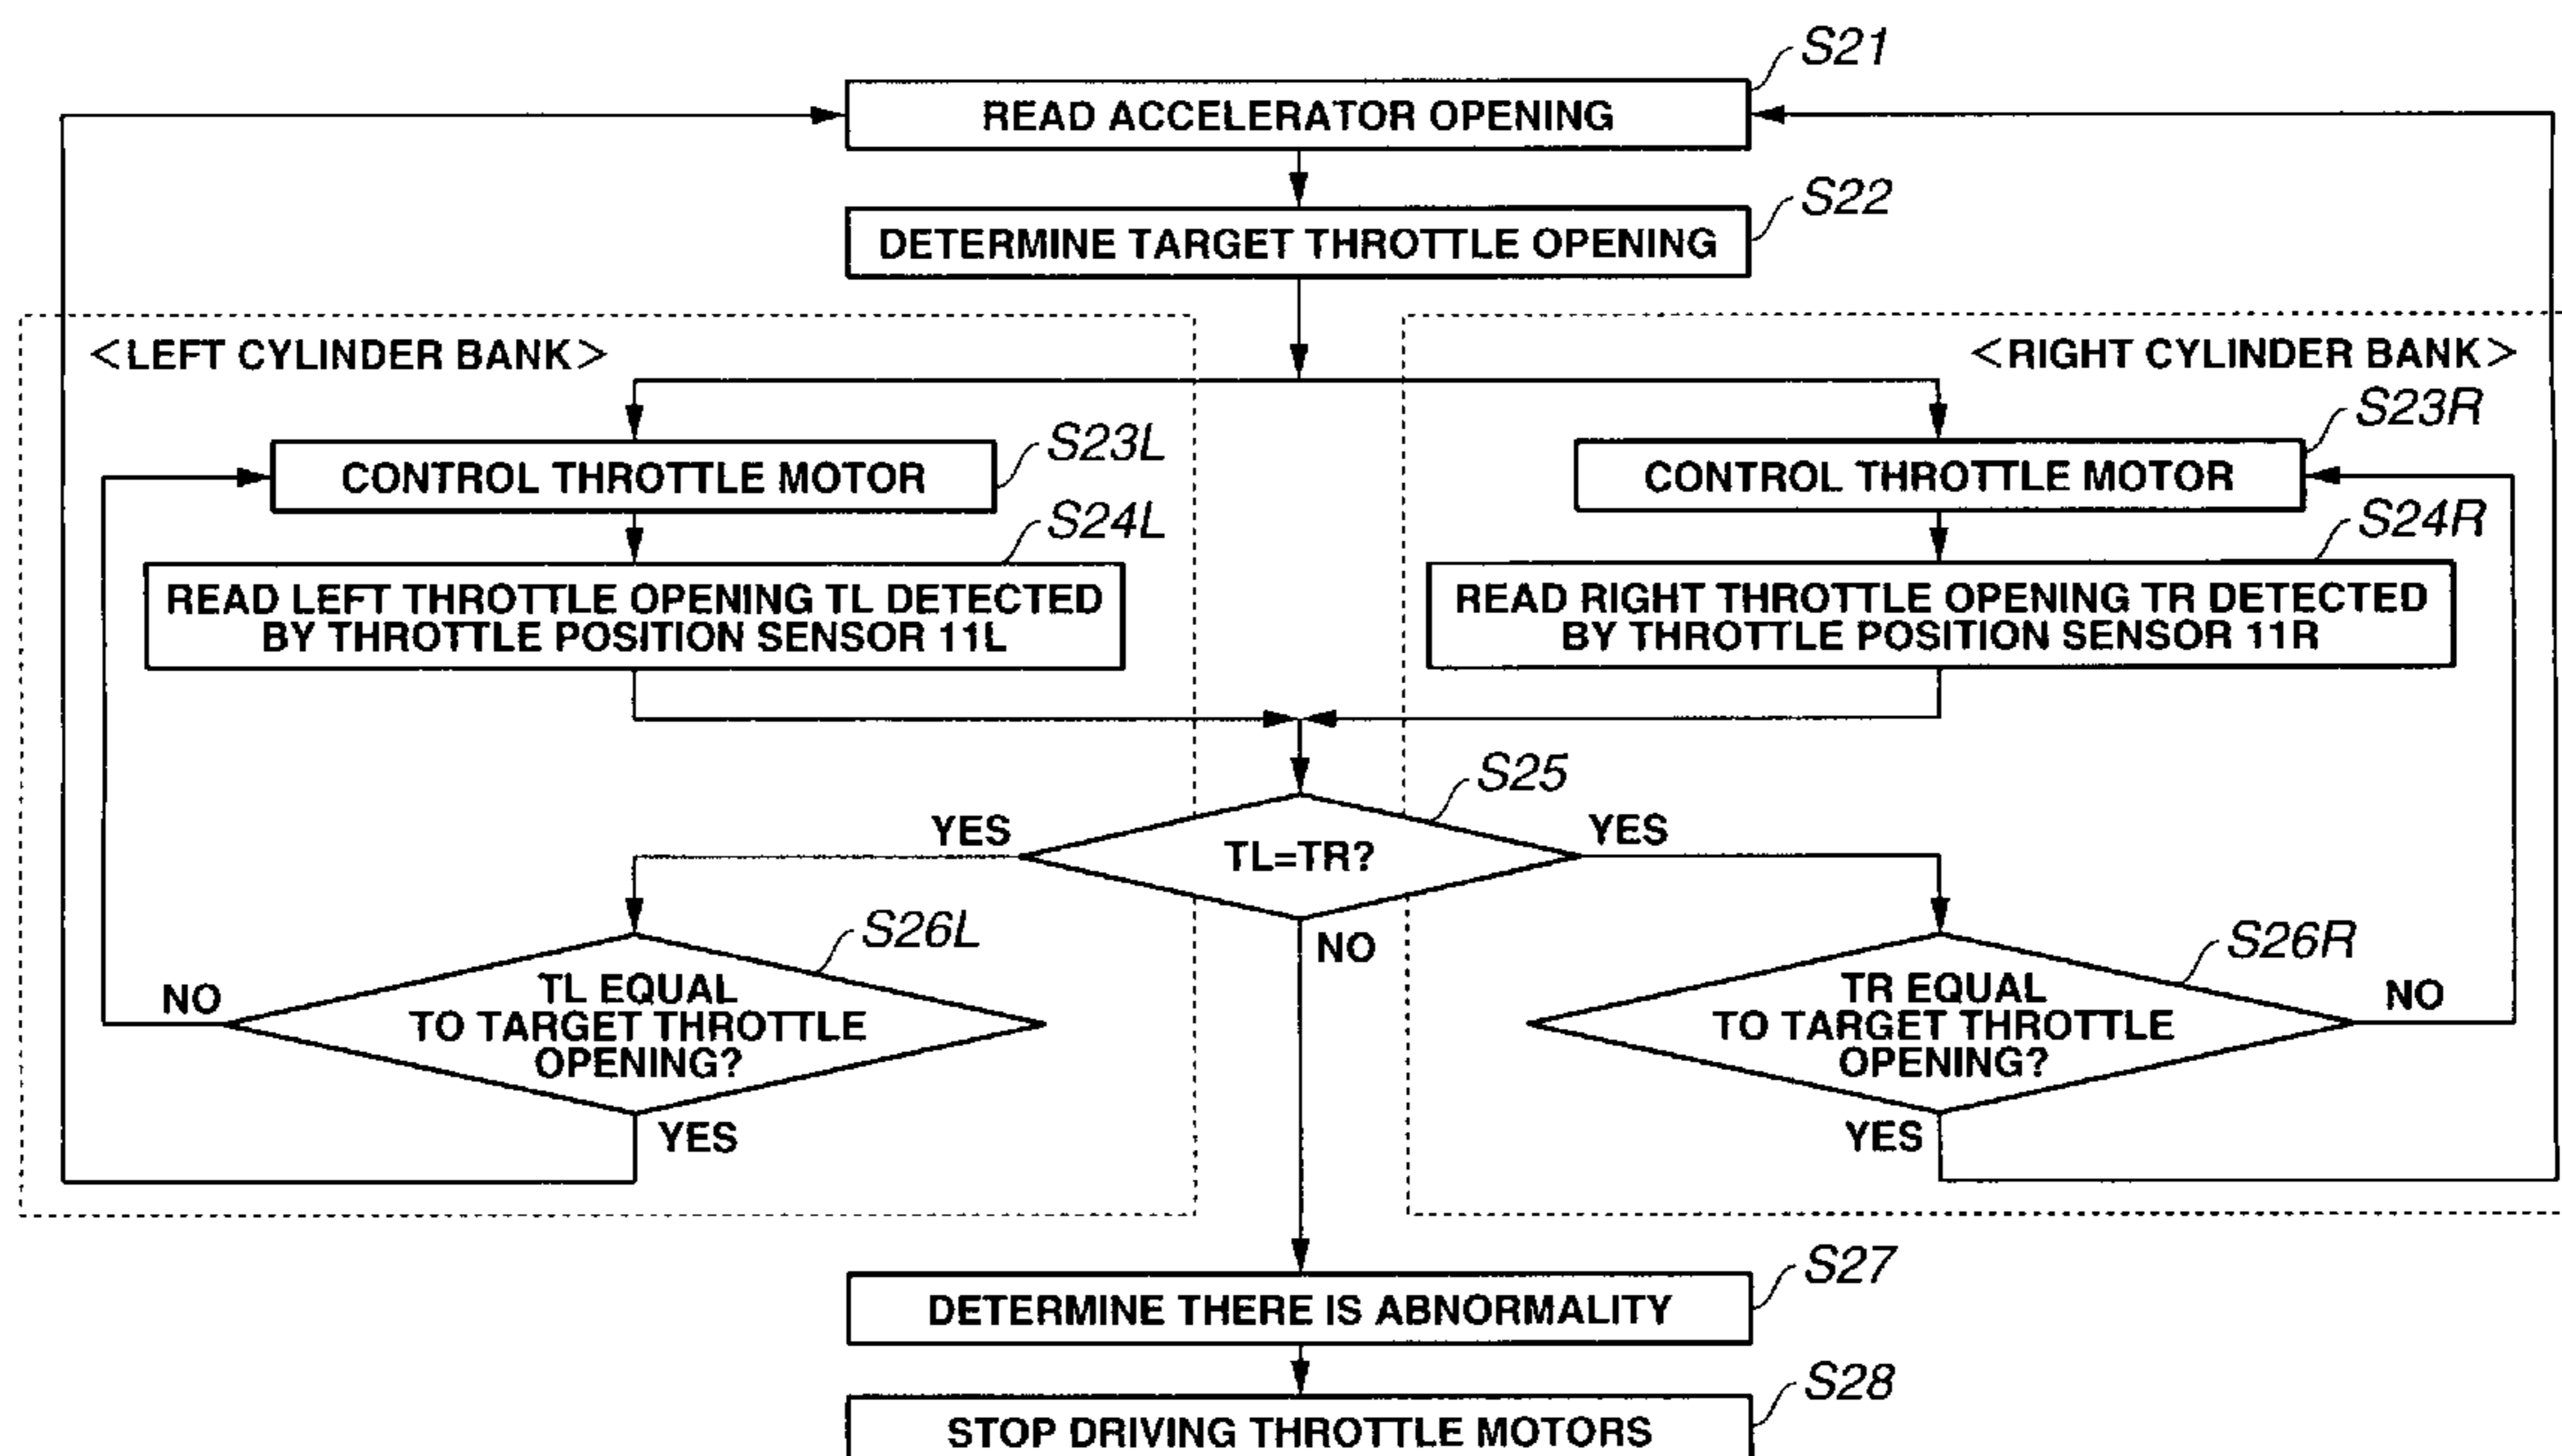 S21
READ ACCELERATOR OPENING
S22
DETERMINE TARGET THROTTLE OPENING
<LEFT CYLINDER BANK>
<RIGHT CYLINDER BANK>
S23L
CONTROL THROTTLE MOTOR
S23R
CONTROL THROTTLE MOTOR
S24L
READ LEFT THROTTLE OPENING TL DETECTED
BY THROTTLE POSITION SENSOR 11L
S24R
READ RIGHT THROTTLE OPENING TR DETECTED
BY THROTTLE POSITION SENSOR 11R
S25
YES
TL=TR?
YES
NO
S26L
NO
TL EQUAL
TO TARGET THROTTLE
OPENING?
YES
S26R
TR EQUAL
TO TARGET THROTTLE
OPENING?
NO
YES
S27
DETERMINE THERE IS ABNORMALITY
S28
STOP DRIVING THROTTLE MOTORS